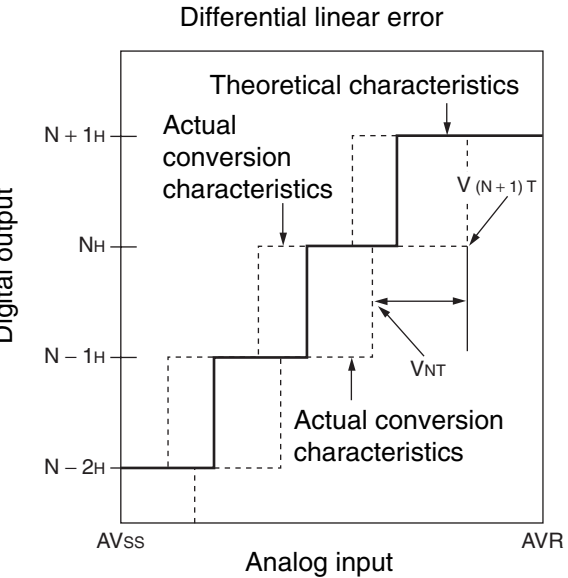 Differential linear error
Theoretical characteristics
N + 1H
Actual
conversion
characteristics
V (N + 1) T
Digital output
NH
N – 1H
VNT
Actual conversion
characteristics
N – 2H
AVSS
AVR
Analog input